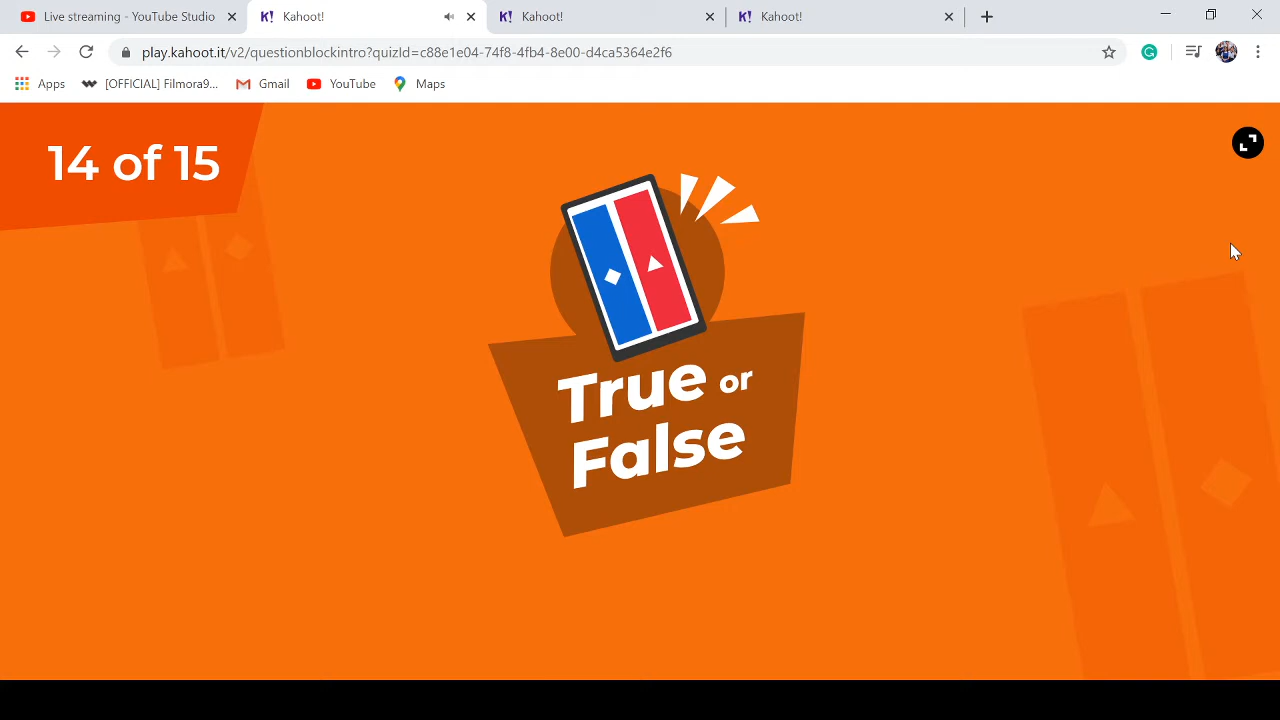 Live streaming - YouTube Studio
K! Kahoot!
K! Kahoot!
K! Kahoot!
play.kahoot.it/v2/questionblockintro?quizId=c88e1e04-74f8-4fb4-8e00-d4ca5364e2f6
Apps
[OFFICIAL] Filmora9...
Gmail
YouTube
Maps
14 of 15
True or
False